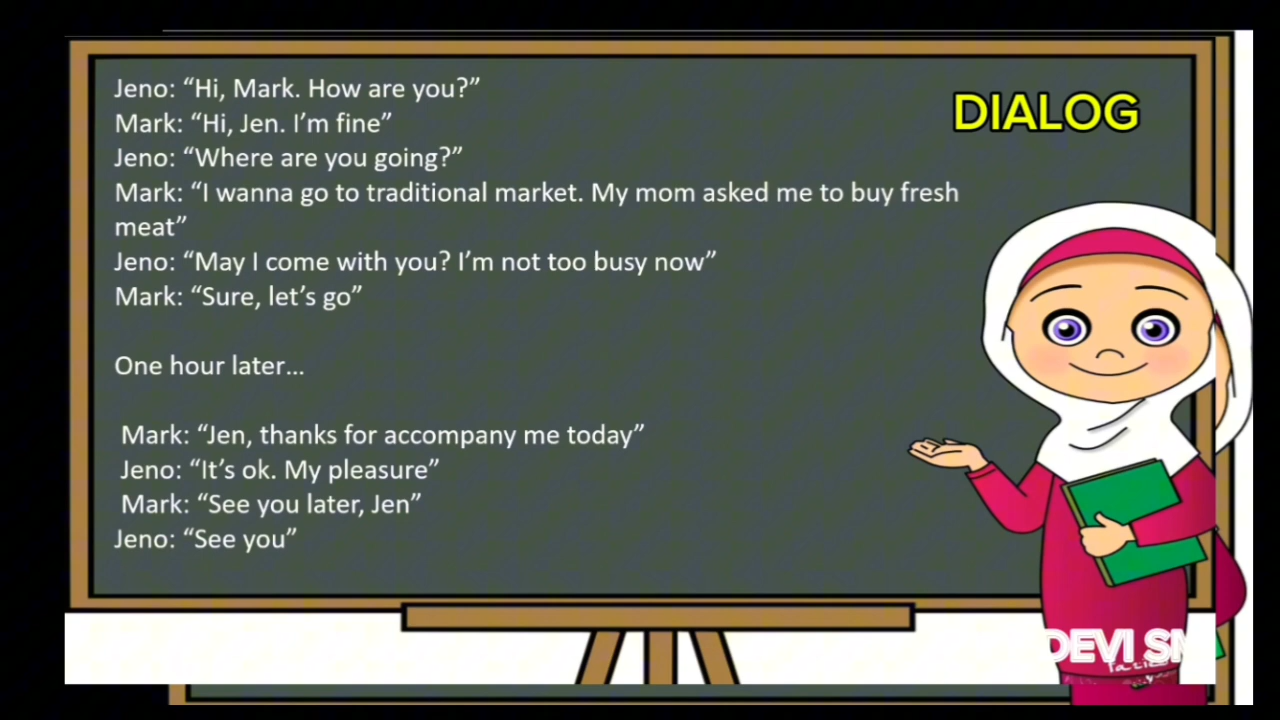 DIALOG
Jeno: “Hi, Mark. How are you?”
Mark: “Hi, Jen. I’m fine”
Jeno: “Where are you going?”
Mark: “I wanna go to traditional market. My mom asked me to buy fresh
meat”
Jeno: “May I come with you? I’m not too busy now”
Mark: “Sure, let’s go”
One hour later...
Mark: “Jen, thanks for accompany me today”
Jeno: “It’s ok. My pleasure”
Mark: “See you later, Jen”
Jeno: “See you”
DEVI